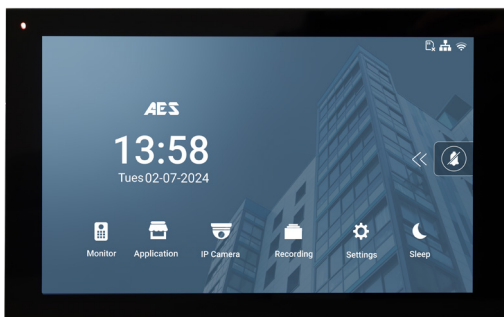 AES
13:58
Tues 02-07-2024
Monitor
Application
IP Camera
Recording
Settings
Sleep